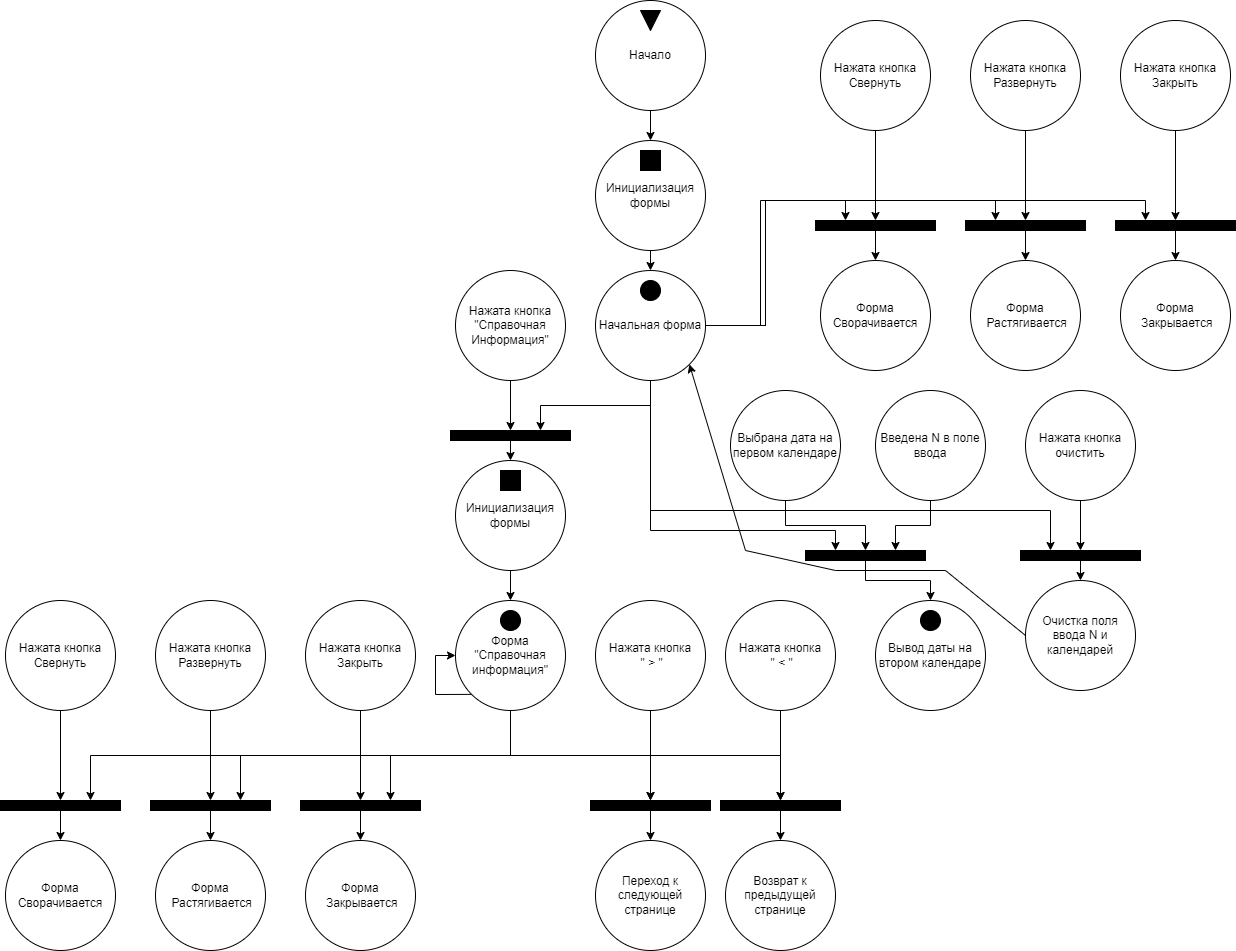 Начало
Нажата кнопка
Свернуть
Нажата кнопка
Развернуть
Нажата кнопка
Закрыть
Инициализация
формы
Нажата кнопка
"Справочная
Информация"
Начальная форма
Форма
Сворачивается
Форма
Растягивается
Форма
Закрывается
Выбрана дата на
первом календаре
Введена N в поле
ввода
Нажата кнопка
очистить
Инициализация
формы
Нажата кнопка
Свернуть
Нажата кнопка
Развернуть
Нажата кнопка
Закрыть
Форма
"Справочная
информация"
Нажата кнопка
" > "
Нажата кнопка
" < "
Вывод даты на
втором календаре
Очистка поля
ввода N и
календарей
Форма
Сворачивается
Форма
Растягивается
Форма
Закрывается
Переход к
следующей
странице
Возврат к
предыдущей
странице